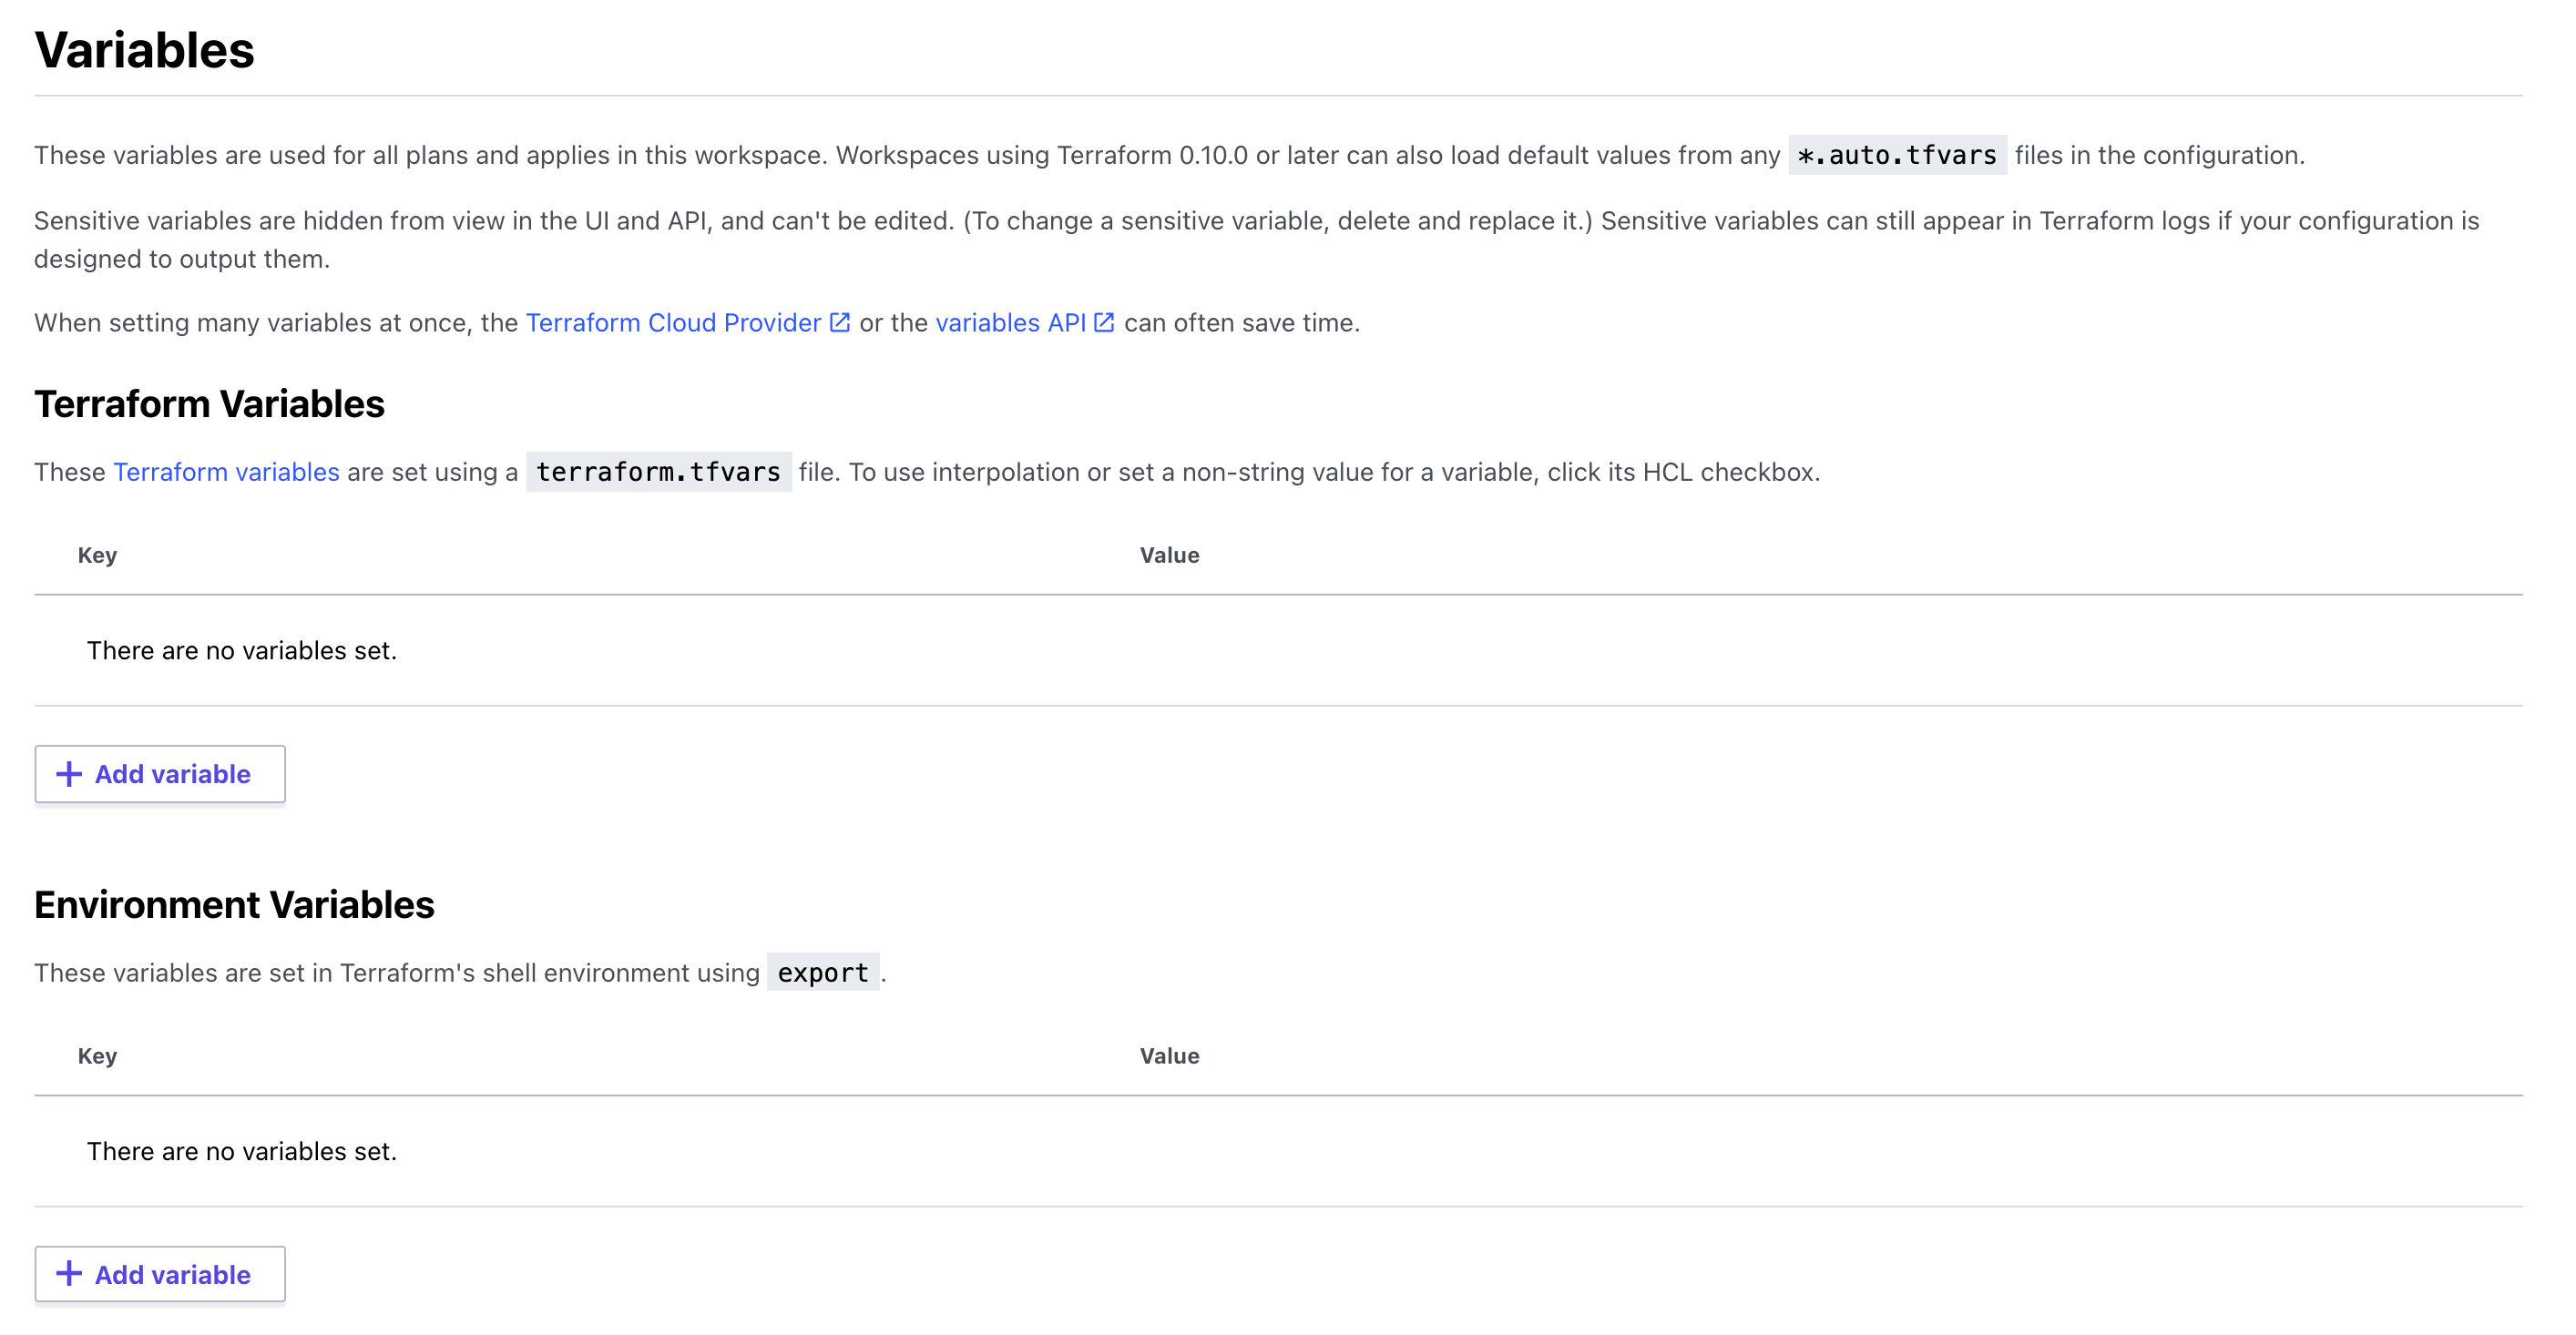 Variables
These variables are used for all plans and applies in this workspace. Workspaces using Terraform 0.10.0 or later can also load default values from any *.auto.tfvars files in the configuration.
Sensitive variables are hidden from view in the UI and API, and can't be edited. (To change a sensitive variable, delete and replace it.) Sensitive variables can still appear in Terraform logs if your configuration is
designed to output them.
When setting many variables at once, the Terraform Cloud Provider or the variables API can often save time.
Terraform Variables
These Terraform variables are set using a terraform.tfvars file. To use interpolation or set a non-string value for a variable, click its HCL checkbox.
Key Value
There are no variables set.
+ Add variable
Environment Variables
These variables are set in Terraform's shell environment using export.
Key Value
There are no variables set.
+ Add variable